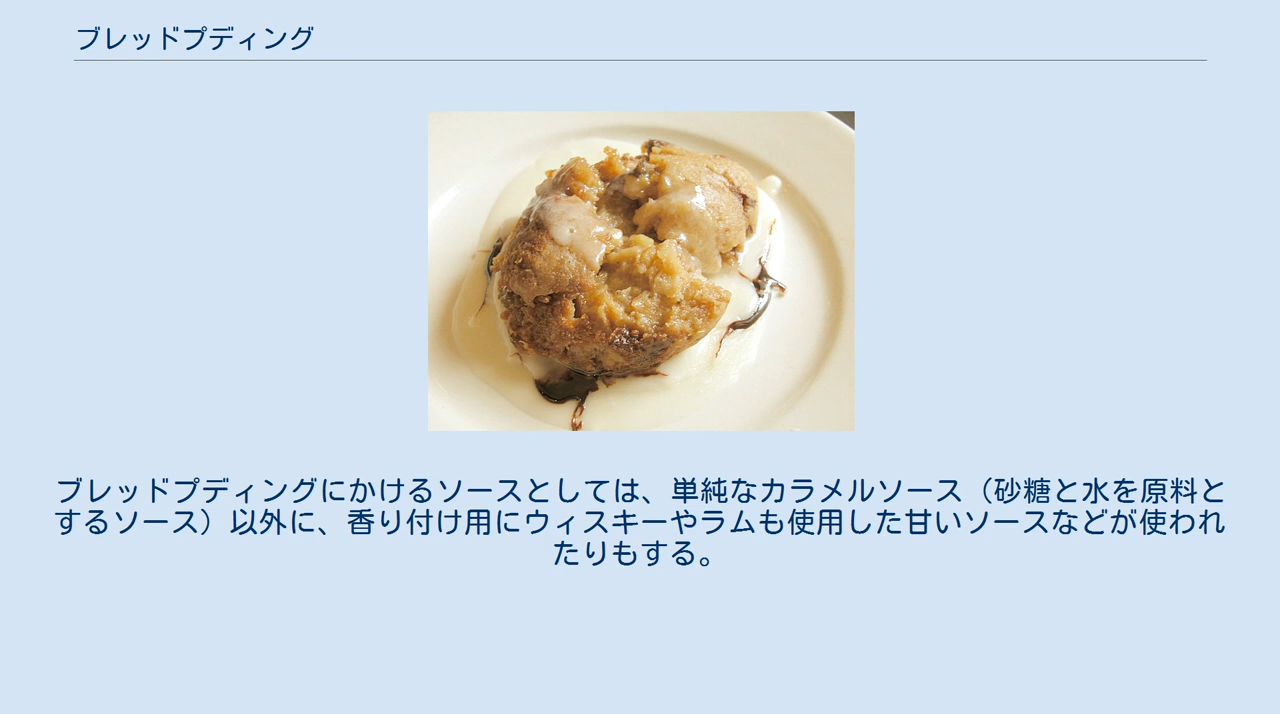 ブレッドプディング
ブレッドプディングにかけるソースとしては、単純なカラメルソース（砂糖と水を原料と
するソース）以外に、香り付け用にウィスキーやラムも使用した甘いソースなどが使われ
たりもする。